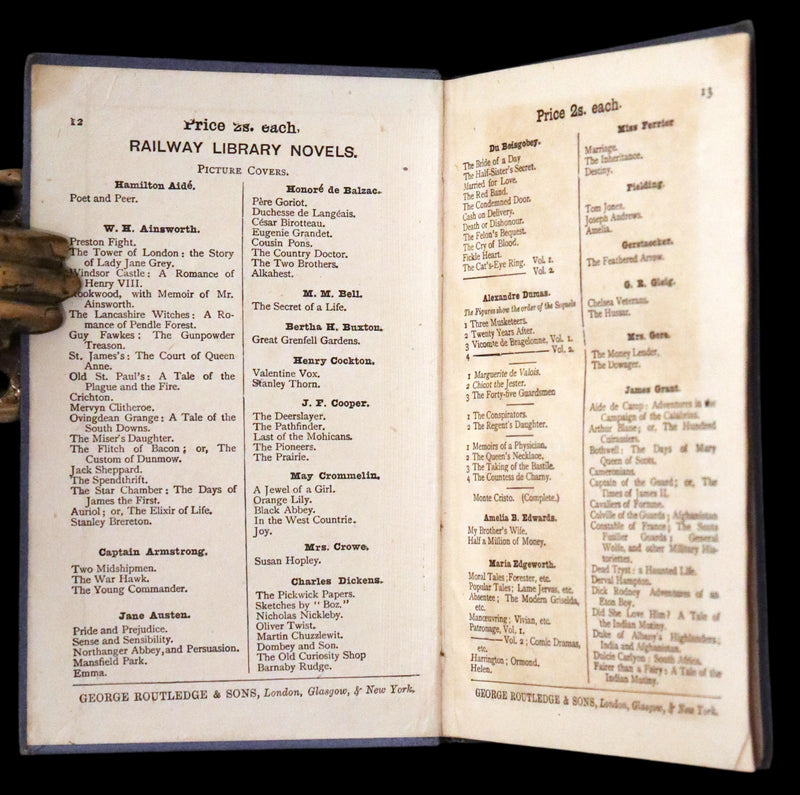 12
Price 2s. each.
RAILWAY LIBRARY NOVELS.
PICTURE COVERS.
Hamilton Aidé.
Poet and Peer.
W. H. Ainsworth.
Preston Fight.
The Tower of London: the Story
of Lady Jane Grey.
Windsor Castle: A Romance of
Henry VIII.
Rookwood, with Memoir of Mr.
Ainsworth.
The Lancashire Witches: A Ro-
mance of Pendle Forest.
Guy Fawkes: The Gunpowder
Treason.
St. James's: The Court of Queen
Anne.
Old St. Paul's: A Tale of the
Plague and the Fire.
Crichton.
Mervyn Clitheroe.
Ovingdean Grange: A Tale of the
South Downs.
The Miser's Daughter.
The Flitch of Bacon; or, The
Custom of Dunmow.
Jack Sheppard.
The Spendthrift.
The Star Chamber: The Days of
James the First.
Auriol; or, The Elixir of Life.
Stanley Brereton.
Captain Armstrong.
Two Midshipmen.
The War Hawk.
The Young Commander.
Jane Austen.
Pride and Prejudice.
Sense and Sensibility.
Northanger Abbey, and Persuasion.
Mansfield Park.
Emma.
Honoré de Balzac.
Père Goriot.
Duchesse de Langéais.
César Birotteau.
Eugenie Grandet.
Cousin Pons.
The Country Doctor.
The Two Brothers.
Alkahest.
M. M. Bell.
The Secret of a Life.
Bertha H. Buxton.
Great Grenfell Gardens.
Henry Cockton.
Valentine Vox.
Stanley Thorn.
J. F. Cooper.
The Deerslayer.
The Pathfinder.
Last of the Mohicans.
The Pioneers.
The Prairie.
May Crommelin.
A Jewel of a Girl.
Orange Lily.
Black Abbey.
In the West Countrie.
Joy.
Mrs. Crowe.
Susan Hopley.
Charles Dickens.
The Pickwick Papers.
Sketches by "Boz."
Nicholas Nickleby.
Oliver Twist.
Martin Chuzzlewit.
Dombey and Son.
The Old Curiosity Shop
Barnaby Rudge.
GEORGE ROUTLEDGE & SONS, London, Glasgow, & New York.
13
Price 2s. each.
Du Boisgobey.
The Bride of a Day
The Half-Sister's Secret.
Married for Love.
The Red Band.
The Condemned Door.
Cash on Delivery.
Death or Dishonour.
The Felon's Bequest.
The Cry of Blood.
Fickle Heart.
The Cat's-Eye Ring. Vol. 1.
Vol. 2.
Alexandre Dumas.
The Figures show the order of the Sequels
1 Three Musketeers.
2 Twenty Years After.
3 Vicomte de Bragelonne, Vol. 1.
4 Vol. 2.
1 Marguerite de Valois.
2 Chicot the Jester.
3 The Forty-five Guardsmen
1 The Conspirators.
2 The Regent's Daughter.
1 Memoirs of a Physician.
2 The Queen's Necklace.
3 The Taking of the Bastile.
4 The Countess de Charny.
Monte Cristo. (Complete.)
Amelia B. Edwards.
My Brother's Wife.
Half a Million of Money.
Maria Edgeworth.
Moral Tales; Forester, etc.
Popular Tales; Lame Jervas, etc.
Absentee; The Modern Griselda,
etc.
Manœuvring; Vivian, etc.
Patronage, Vol. 1.
Vol. 2; Comic Dramas,
etc.
Harrington; Ormond.
Helen.
Miss Ferrier
Marriage.
The Inheritance.
Destiny.
Fielding.
Tom Jones.
Joseph Andrews.
Amelia.
Gerstaecker.
The Feathered Arrow.
G. R. Gleig.
Chelsea Veterans.
The Hussar.
Mrs. Gore.
The Money Lender.
The Dowager.
James Grant.
Aide de Camp: Adventures in the
Campaign of the Calabrias.
Arthur Blane; or, The Hundred
Cuirassiers.
Bothwell: The Days of Mary
Queen of Scots.
Cameronians.
Captain of the Guard; or, The
Times of James II.
Cavaliers of Fortune.
Colville of the Guards; Afghanistan
Constable of France; The Scots
Fusilier Guards; General
Wolfe, and other Military His-
toriettes.
Dead Tryst: a Haunted Life.
Derval Hampton.
Dick Rodney Adventures of an
Eton Boy.
Did She Love Him? A Tale of
the Indian Mutiny.
Duke of Albany's Highlanders;
India and Afghanistan.
Dulcie Carlyon: South Africa.
Fairer than a Fairy: A Tale of the
Indian Mutiny.
GEORGE ROUTLEDGE & SONS, London, Glasgow, & New York.